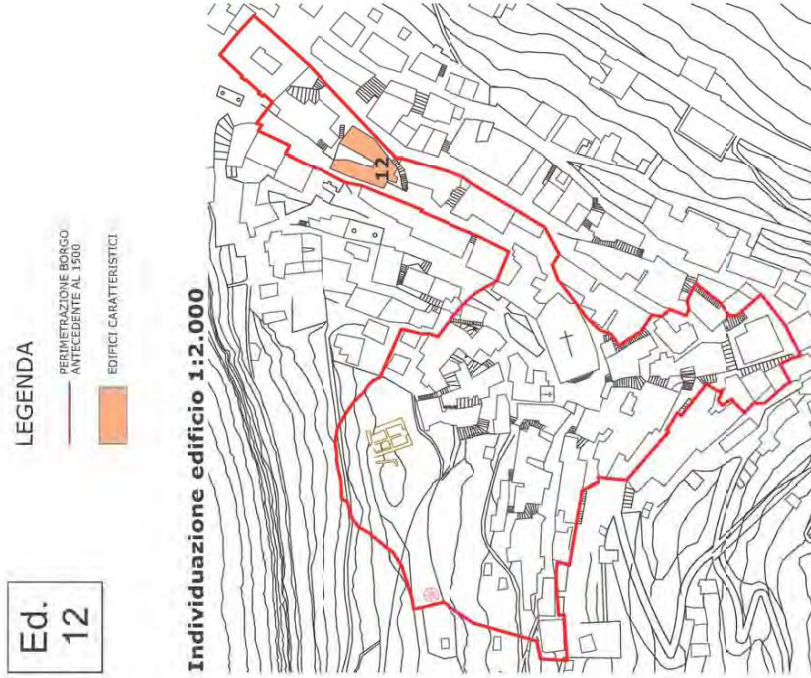 Ed.
12
LEGENDA
PERIMETRAZIONE BORGO
ANTECEDENTE AL 1500
EDIFICI CARATTERISTICI
Individuazione edificio 1:2.000
12